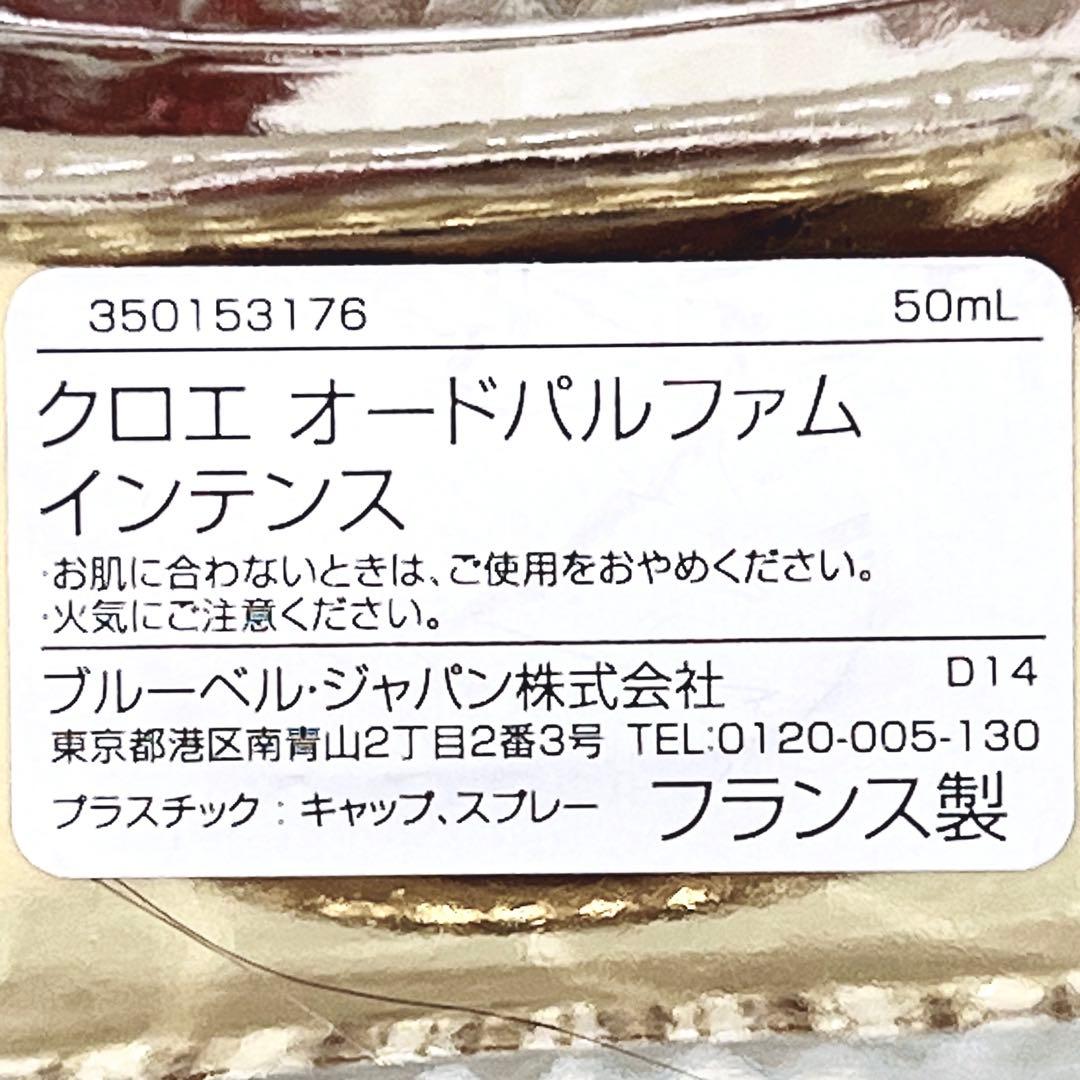 350153176 50mL
クロエ オードパルファム
インテンス
・お肌に合わないときは、ご使用をおやめください。
・火気にご注意ください。
ブルーベル・ジャパン株式会社 D14
東京都港区南青山2丁目2番3号 TEL:0120-005-130
プラスチック：キャップ、スプレー フランス製